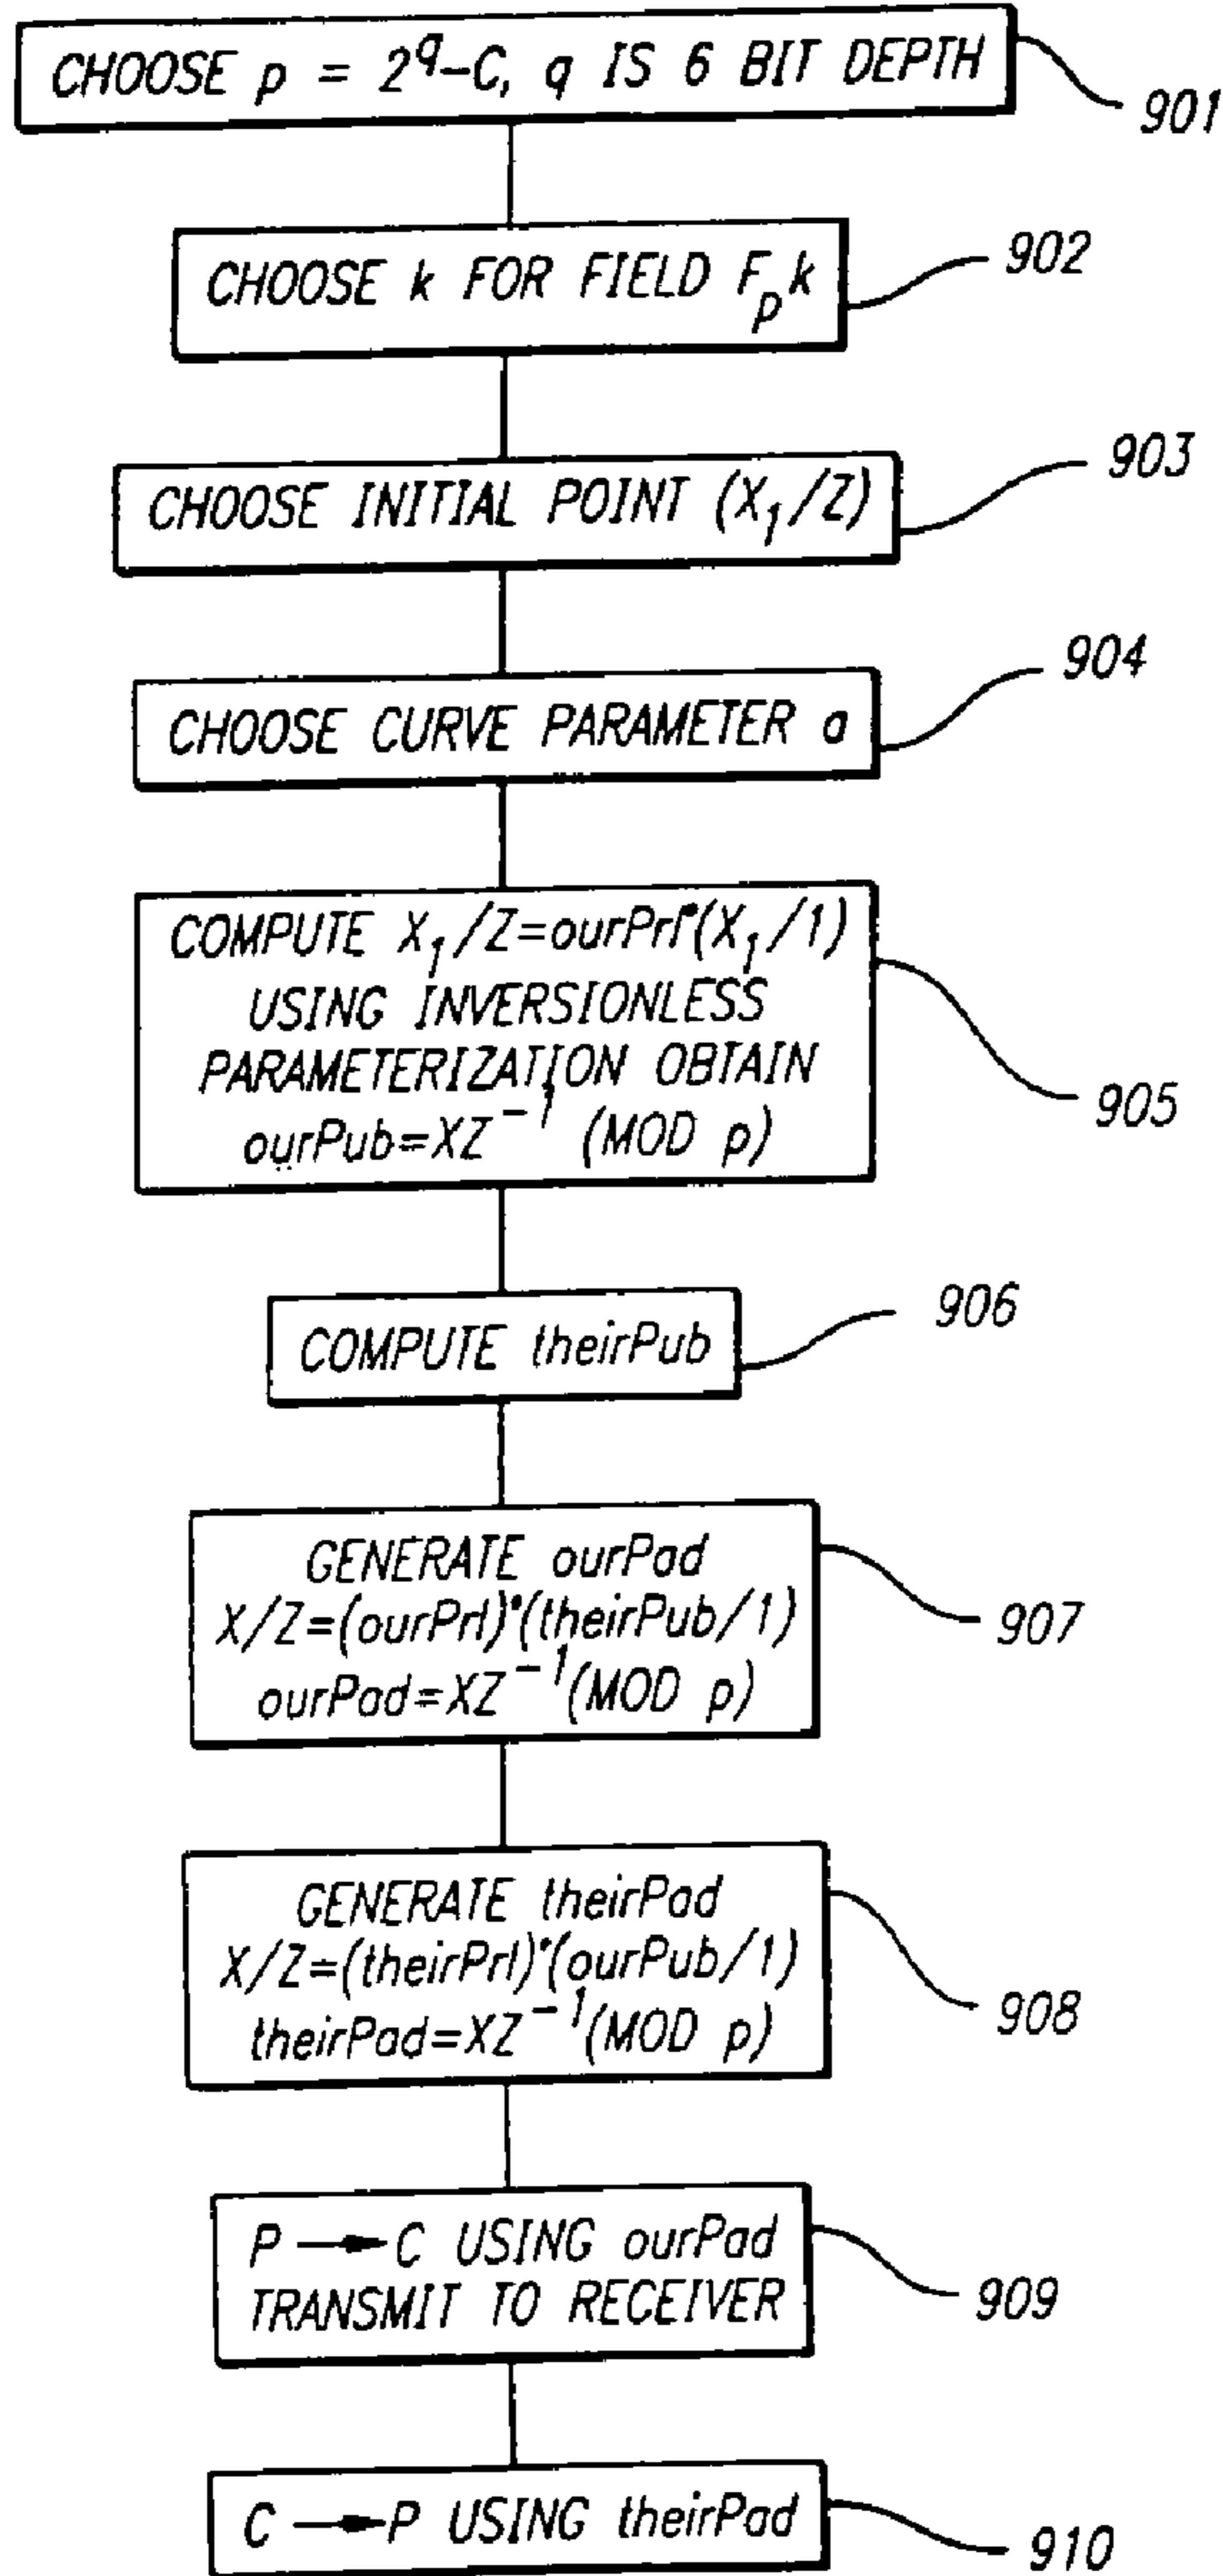 CHOOSE p = 2^q-C, q IS 6 BIT DEPTH
901
CHOOSE k FOR FIELD F_p k
902
CHOOSE INITIAL POINT (X_1/Z)
903
CHOOSE CURVE PARAMETER a
904
COMPUTE X_1/Z=ourPrI°(X_1/1)
USING INVERSIONLESS
PARAMETERIZATION OBTAIN
ourPub=XZ^-1 (MOD p)
905
COMPUTE theirPub
906
GENERATE ourPad
X/Z=(ourPrI)°(theirPub/1)
ourPad=XZ^-1(MOD p)
907
GENERATE theirPad
X/Z=(theirPrI)°(ourPub/1)
theirPad=XZ^-1(MOD p)
908
P → C USING ourPad
TRANSMIT TO RECEIVER
909
C → P USING theirPad
910